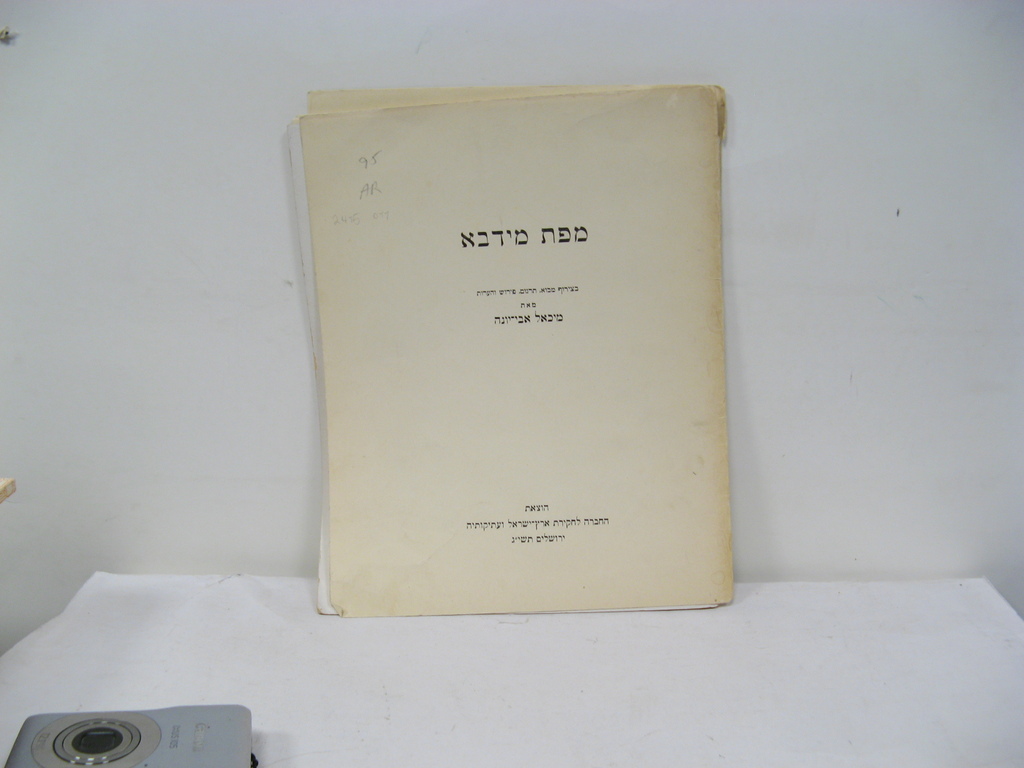 95
AR
מפת מידבא
בצירוף מבוא, תרגום, פירוש והערות
מאת
מיכאל אבי־יונה
הוצאת
החברה לחקירת ארץ־ישראל ועתיקותיה
ירושלים תשי״ג